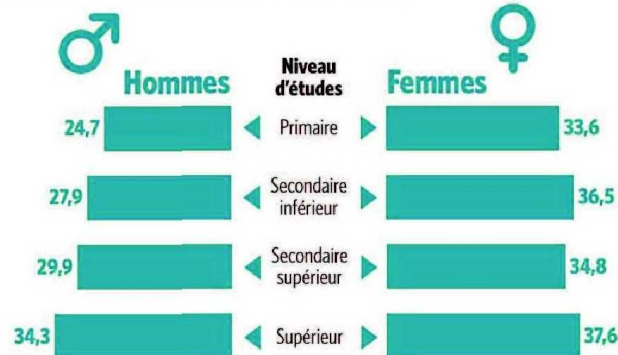 Niveau
d'études
Hommes
Femmes
24,7
Primaire
33,6
27,9
Secondaire
inférieur
36,5
29,9
Secondaire
supérieur
34,8
34,3
Supérieur
37,6